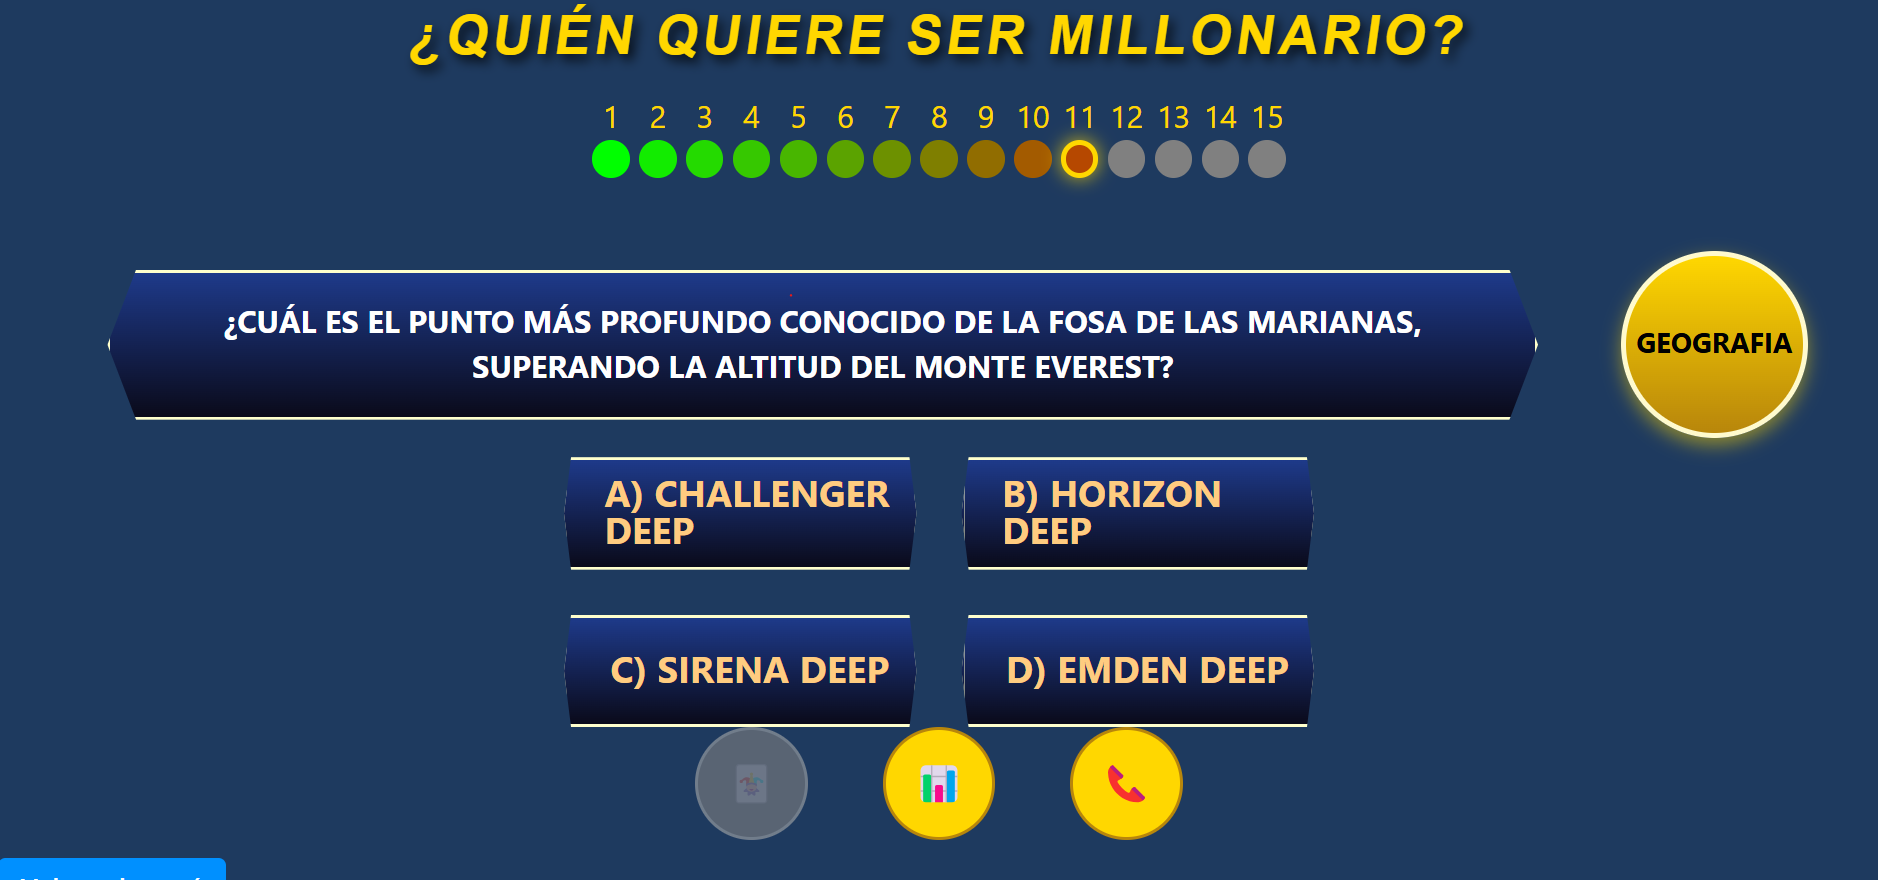 ¿QUIÉN QUIERE SER MILLONARIO?
1 2 3 4 5 6 7 8 9 10 11 12 13 14 15
¿CUÁL ES EL PUNTO MÁS PROFUNDO CONOCIDO DE LA FOSA DE LAS MARIANAS,
SUPERANDO LA ALTITUD DEL MONTE EVEREST?
GEOGRAFIA
A) CHALLENGER
DEEP
B) HORIZON
DEEP
C) SIRENA DEEP
D) EMDEN DEEP